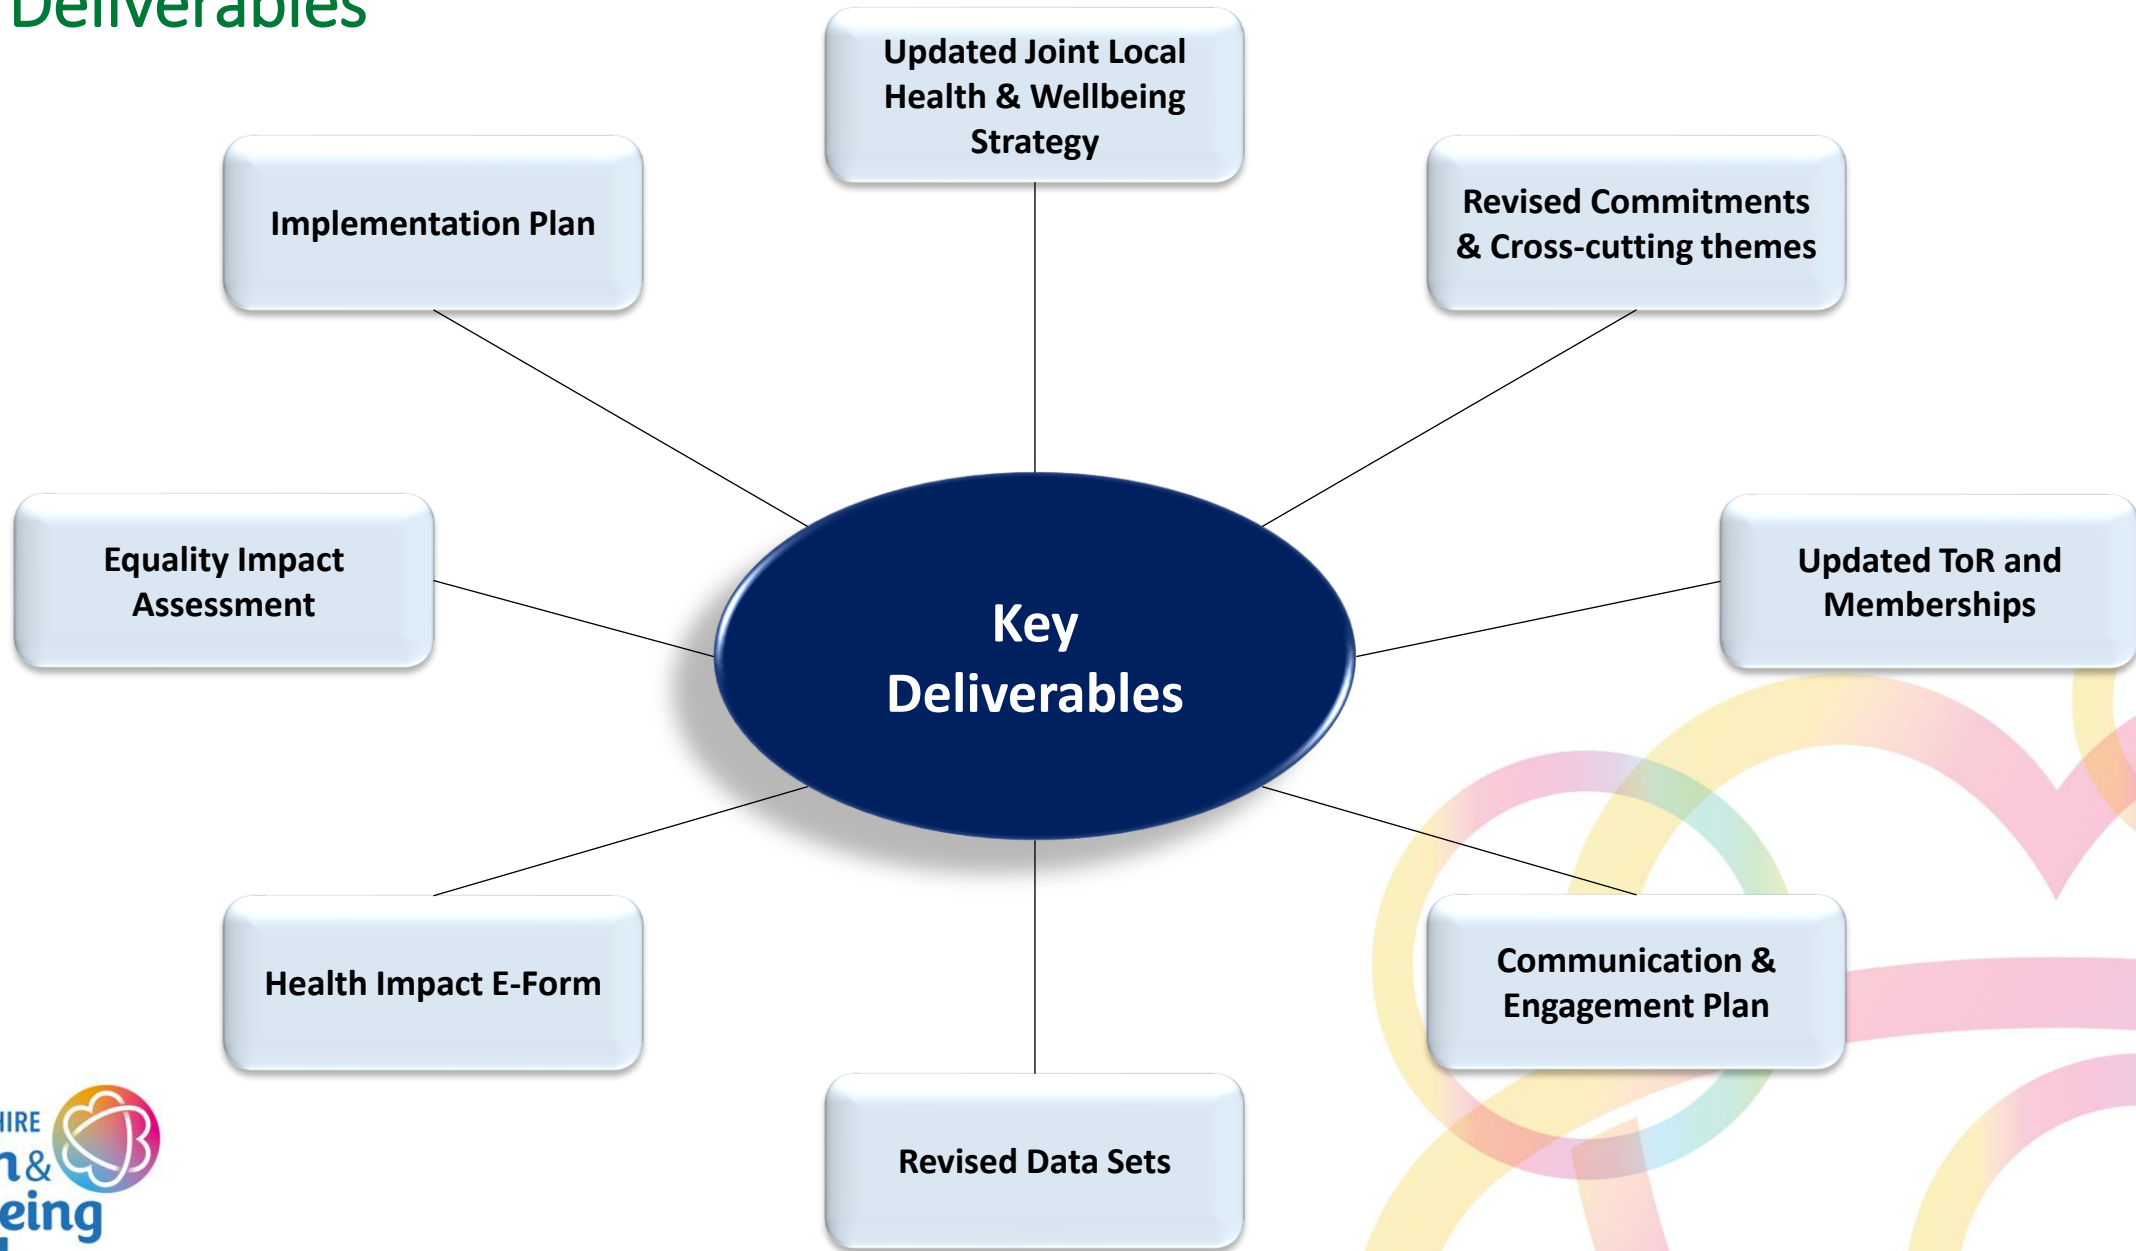 Deliverables
Updated Joint Local
Health & Wellbeing
Strategy
Implementation Plan
Revised Commitments
& Cross-cutting themes
Equality Impact
Assessment
Updated ToR and
Memberships
Key
Deliverables
Health Impact E-Form
Communication &
Engagement Plan
Revised Data Sets
HIRE
&
eing